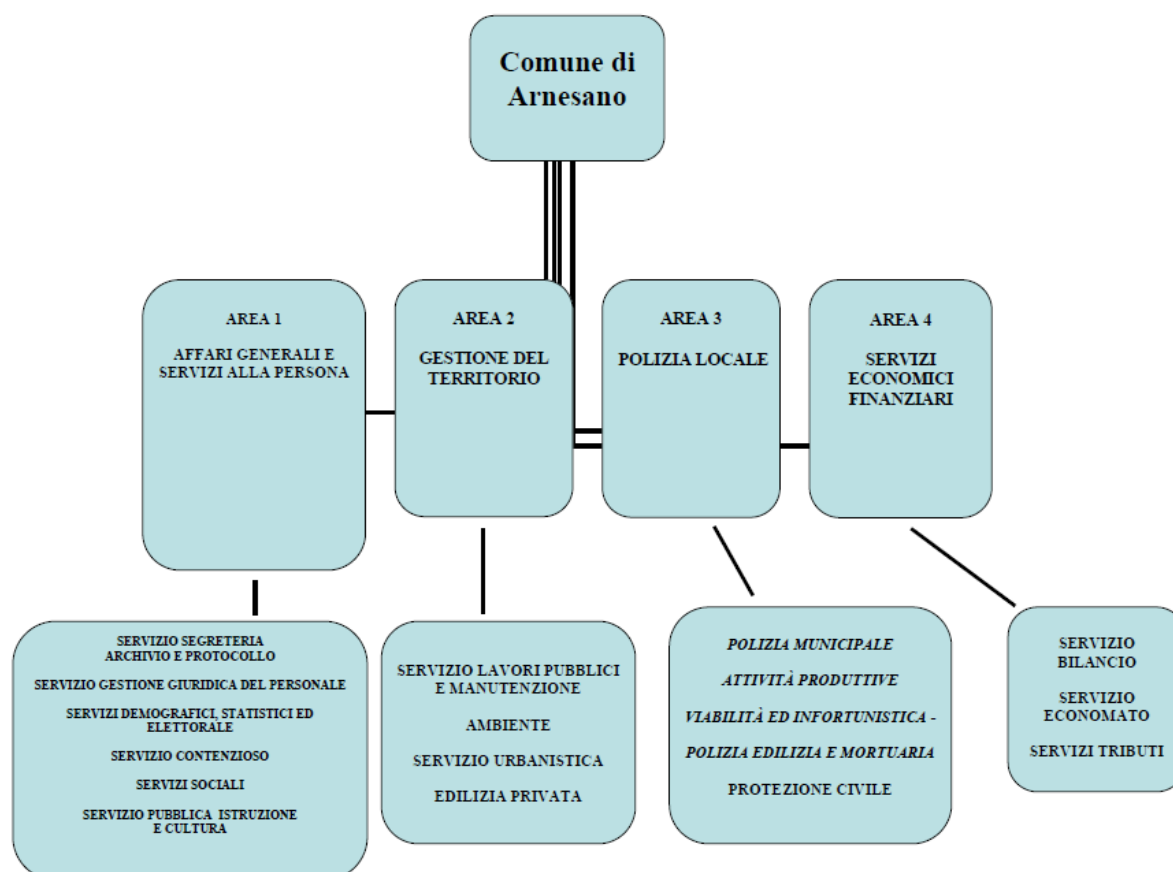 Comune di
Arnesano
AREA 1
AFFARI GENERALI E
SERVIZI ALLA PERSONA
AREA 2
GESTIONE DEL
TERRITORIO
AREA 3
POLIZIA LOCALE
AREA 4
SERVIZI
ECONOMICI
FINANZIARI
SERVIZIO SEGRETERIA
ARCHIVIO E PROTOCOLLO
SERVIZIO GESTIONE GIURIDICA DEL PERSONALE
SERVIZI DEMOGRAFICI, STATISTICI ED
ELETTORALE
SERVIZIO CONTENZIOSO
SERVIZI SOCIALI
SERVIZIO PUBBLICA ISTRUZIONE
E CULTURA
SERVIZIO LAVORI PUBBLICI
E MANUTENZIONE
AMBIENTE
SERVIZIO URBANISTICA
EDILIZIA PRIVATA
POLIZIA MUNICIPALE
ATTIVITÀ PRODUTTIVE
VIABILITÀ ED INFORTUNISTICA -
POLIZIA EDILIZIA E MORTUARIA
PROTEZIONE CIVILE
SERVIZIO
BILANCIO
SERVIZIO
ECONOMATO
SERVIZI TRIBUTI